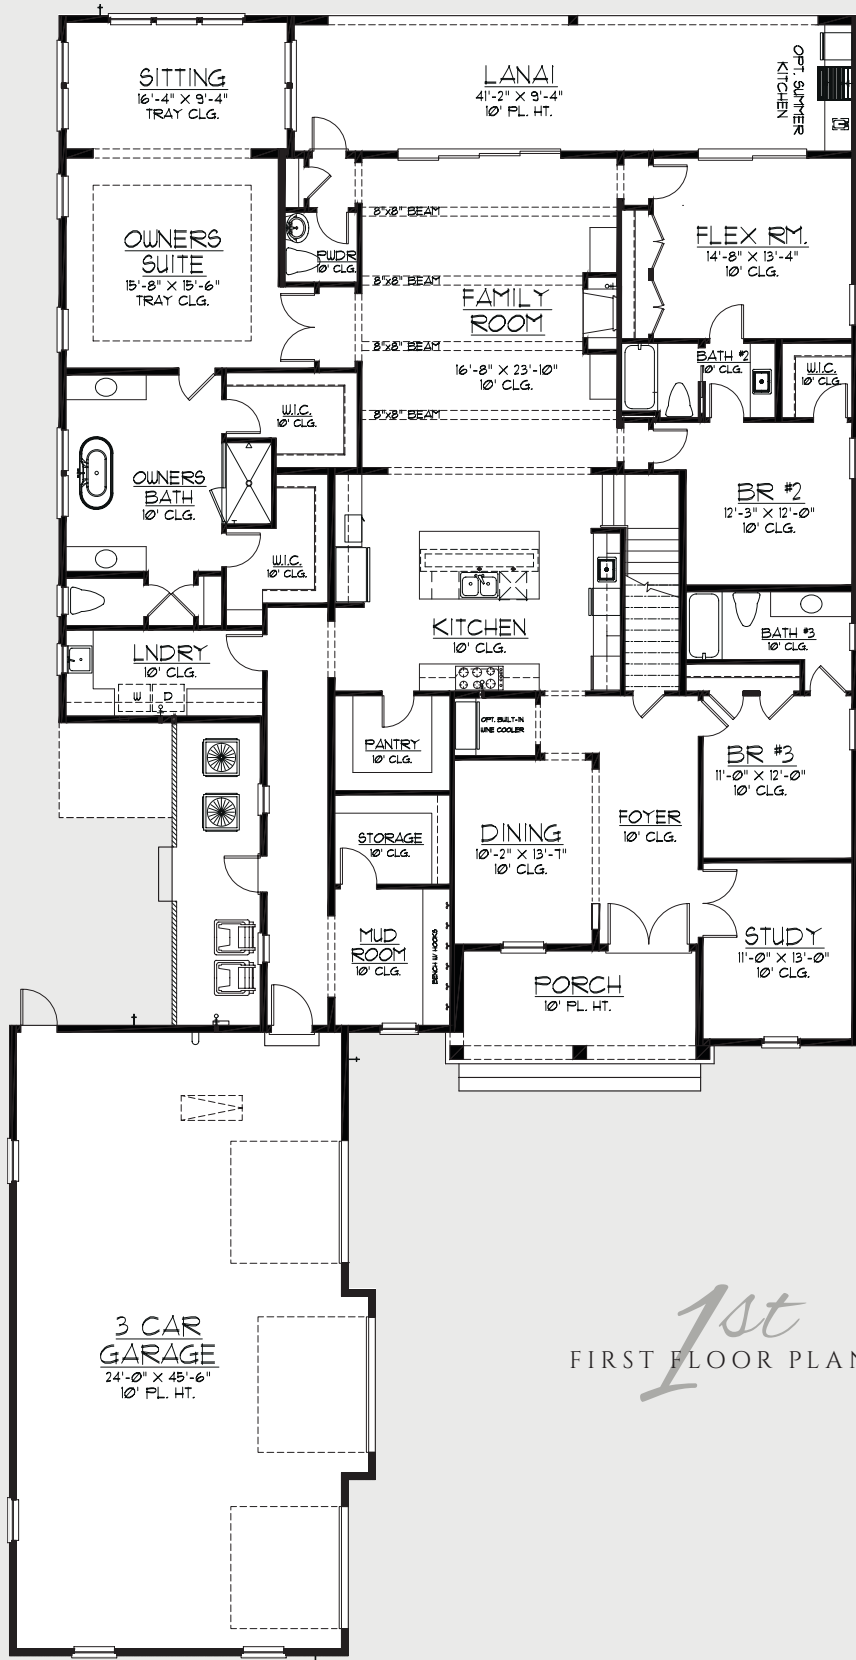 SITTING
16'-4" X 9'-4"
TRAY CLG.
LANAI
41'-2" X 9'-4"
10' PL. HT.
OPT. SUMMER
KITCHEN
OWNERS
SUITE
15'-8" X 15'-6"
TRAY CLG.
PWDR
10' CLG.
8"x8" BEAM
8"x8" BEAM
8"x8" BEAM
8"x8" BEAM
FAMILY
ROOM
16'-8" X 23'-10"
10' CLG.
FLEX RM.
14'-8" X 13'-4"
10' CLG.
BATH #2
10' CLG.
W.I.C.
10' CLG.
W.I.C.
10' CLG.
OWNERS
BATH
10' CLG.
W.I.C.
10' CLG.
BR #2
12'-3" X 12'-0"
10' CLG.
KITCHEN
10' CLG.
BATH #3
10' CLG.
LNDRY
10' CLG.
W D
PANTRY
10' CLG.
OPT. BUILT-IN
WINE COOLER
BR #3
11'-0" X 12'-0"
10' CLG.
STORAGE
10' CLG.
DINING
10'-2" X 13'-7"
10' CLG.
FOYER
10' CLG.
MUD
ROOM
10' CLG.
BENCH W/ HOOKS
STUDY
11'-0" X 13'-0"
10' CLG.
PORCH
10' PL. HT.
3 CAR
GARAGE
24'-0" X 45'-6"
10' PL. HT.
1st
FIRST FLOOR PLAN